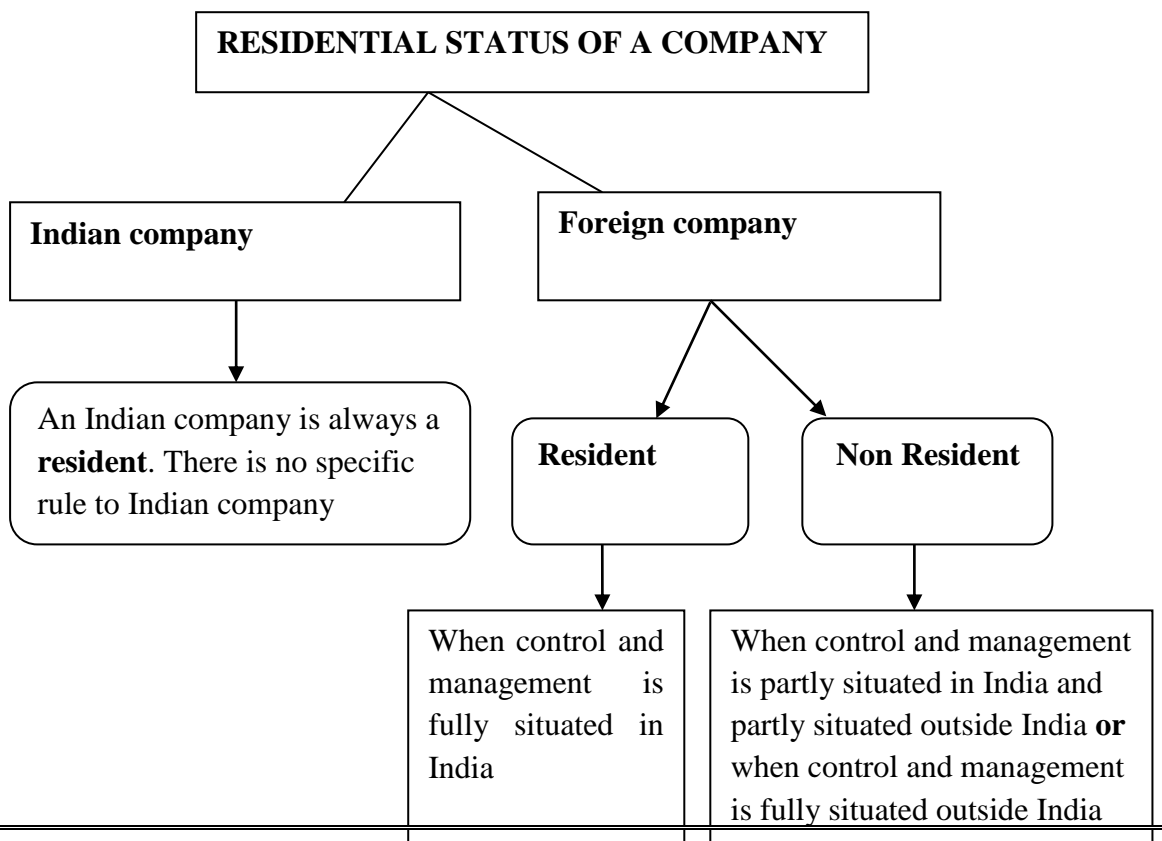 RESIDENTIAL STATUS OF A COMPANY
Indian company
Foreign company
An Indian company is always a
resident. There is no specific
rule to Indian company
Resident
Non Resident
When control and
management is
fully situated in
India
When control and management
is partly situated in India and
partly situated outside India or
when control and management
is fully situated outside India